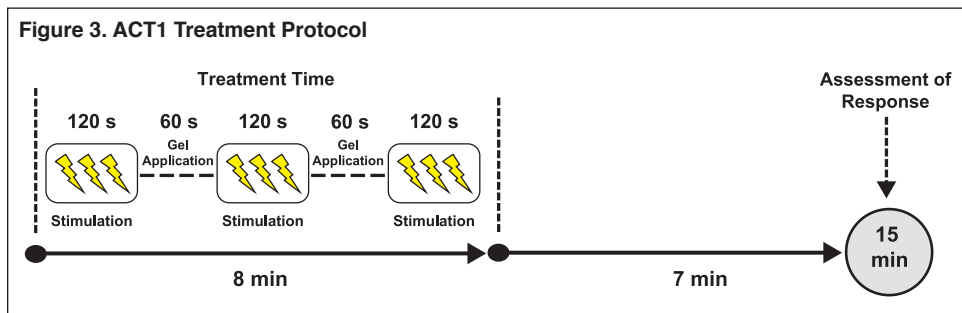 Figure 3. ACT1 Treatment Protocol
Treatment Time
Assessment of
Response
120 s 60 s 120 s 60 s 120 s
Gel
Application
Gel
Application
Stimulation Stimulation Stimulation
15
min
8 min 7 min